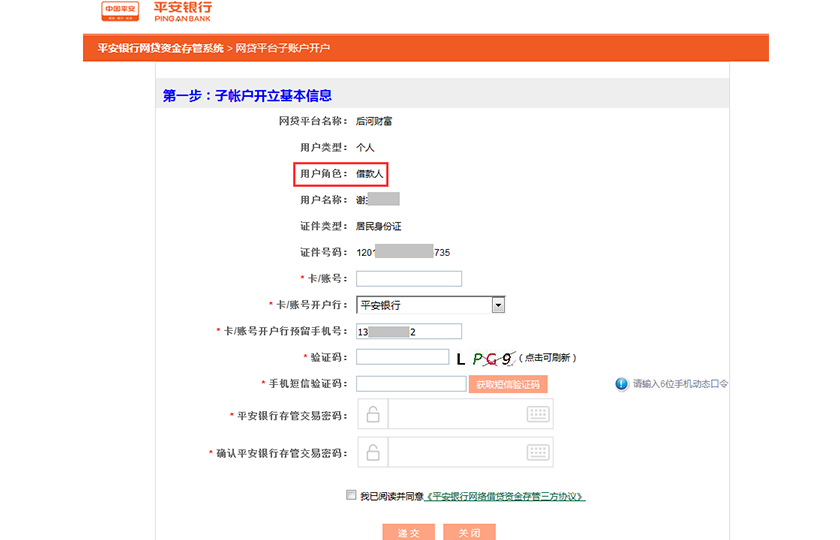 中国平安
平安银行
PING AN BANK
平安银行网贷资金存管系统 > 网贷平台子账户开户
第一步：子帐户开立基本信息
网贷平台名称： 后河财富
用户类型： 个人
用户角色： 借款人
用户名称： 谢
证件类型： 居民身份证
证件号码： 1201 735
* 卡/账号：
* 卡/账号开户行： 平安银行
* 卡/账号开户行预留手机号： 13 2
* 验证码： L P G 9 （点击可刷新）
* 手机短信验证码： 获取短信验证码 请输入6位手机动态口令
* 平安银行存管交易密码：
* 确认平安银行存管交易密码：
我已阅读并同意《平安银行网络借贷资金存管三方协议》
递 交 关 闭